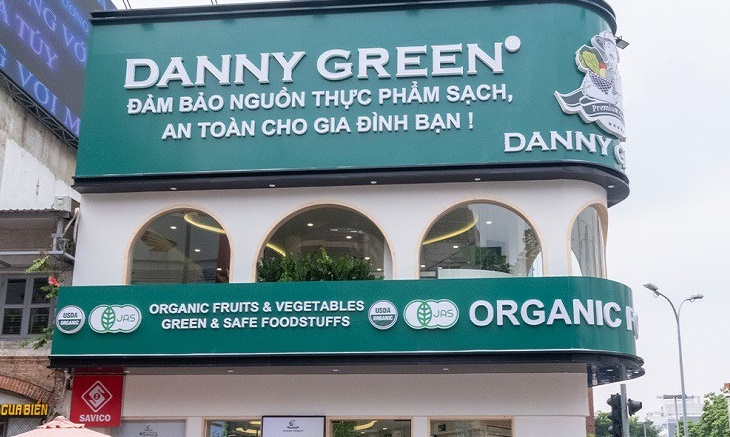 DANNY GREEN
ĐẢM BẢO NGUỒN THỰC PHẨM SẠCH,
AN TOÀN CHO GIA ĐÌNH BẠN !
Premium
DANNY G
USDA
ORGANIC
JAS
ORGANIC FRUITS & VEGETABLES
GREEN & SAFE FOODSTUFFS
USDA
ORGANIC
JAS
ORGANIC F
SAVICO
CUA BIỂN